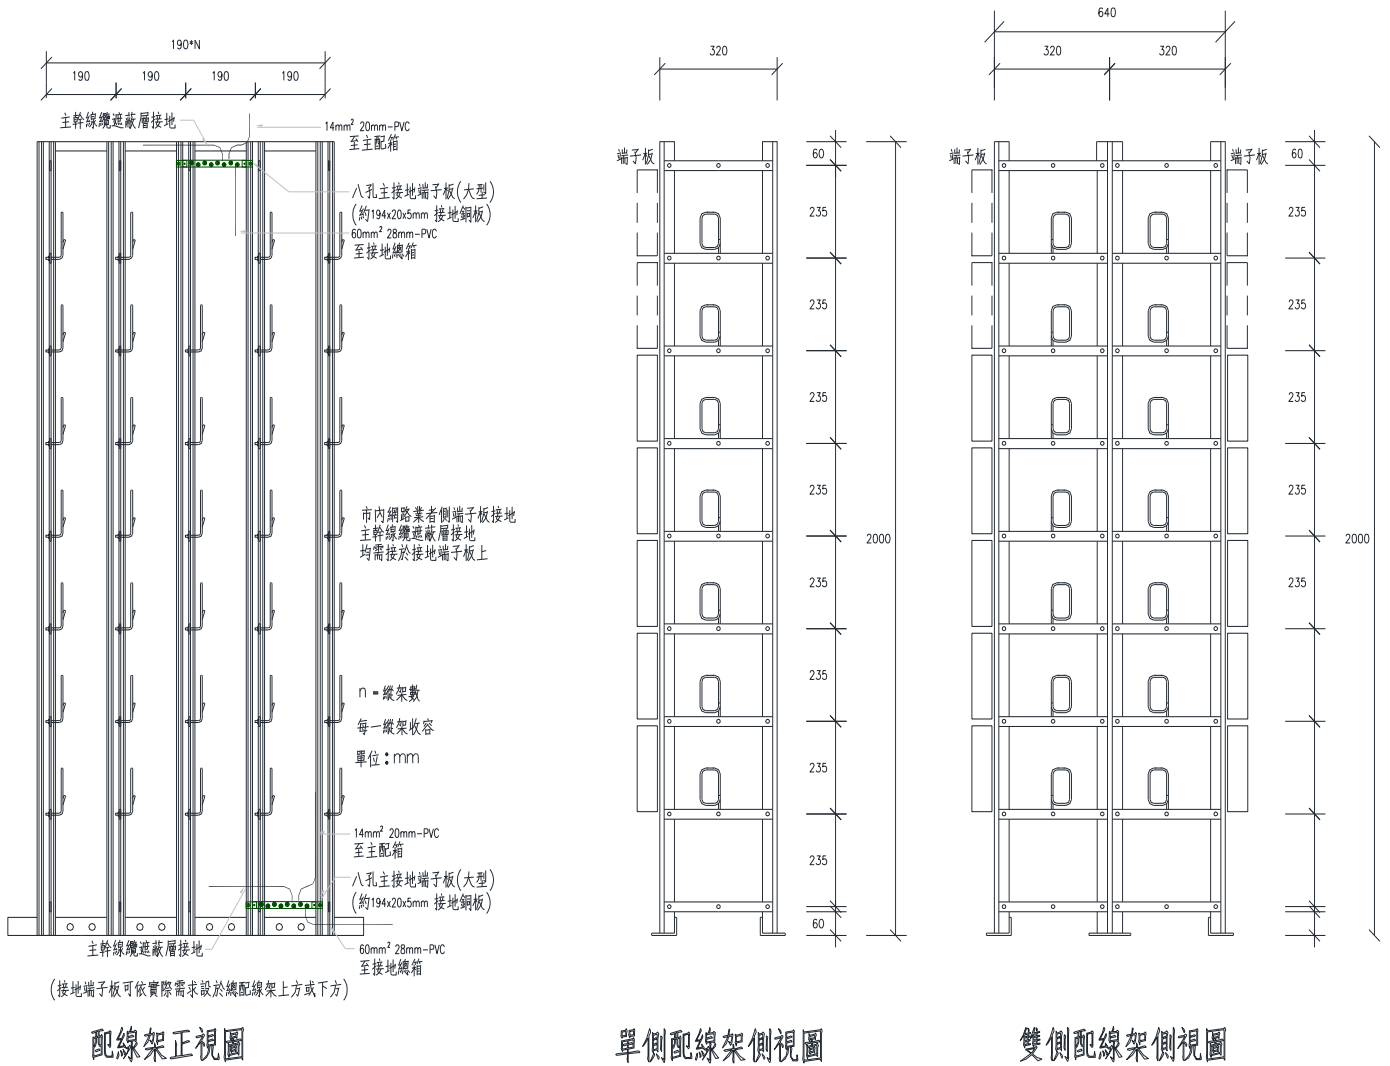 190*N
190
190
190
190
主幹線纜遮蔽層接地
14mm² 20mm-PVC
至主配箱
八孔主接地端子板(大型)
(約194x20x5mm 接地銅板)
60mm² 28mm-PVC
至接地總箱
市內網路業者側端子板接地
主幹線纜遮蔽層接地
均需接於接地端子板上
n = 縱架數
每一縱架收容
單位：mm
14mm² 20mm-PVC
至主配箱
八孔主接地端子板(大型)
(約194x20x5mm 接地銅板)
主幹線纜遮蔽層接地
60mm² 28mm-PVC
至接地總箱
(接地端子板可依實際需求設於總配線架上方或下方)
配線架正視圖
320
端子板
60
235
235
235
235
2000
235
235
235
235
60
單側配線架側視圖
640
320
320
端子板
端子板
60
235
235
235
235
2000
235
雙側配線架側視圖